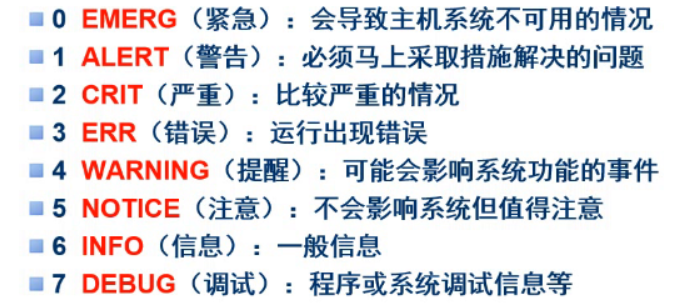 0 EMERG（紧急）：会导致主机系统不可用的情况
1 ALERT（警告）：必须马上采取措施解决的问题
2 CRIT（严重）：比较严重的情况
3 ERR（错误）：运行出现错误
4 WARNING（提醒）：可能会影响系统功能的事件
5 NOTICE（注意）：不会影响系统但值得注意
6 INFO（信息）：一般信息
7 DEBUG（调试）：程序或系统调试信息等